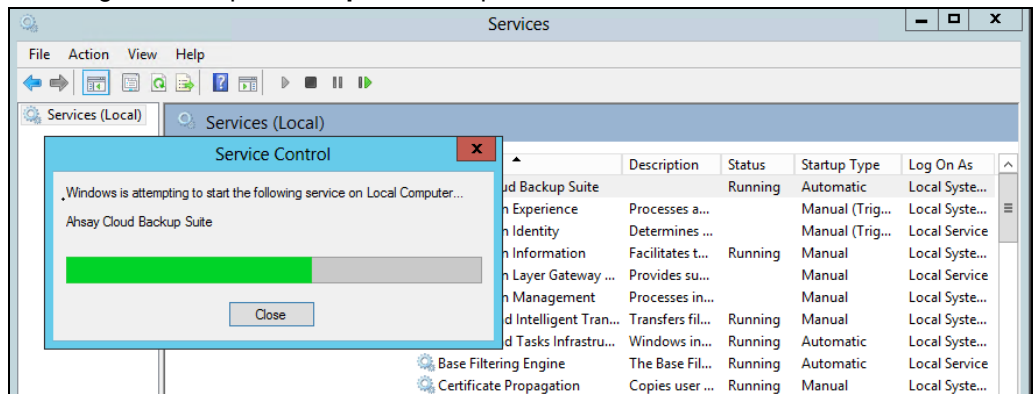 Services
File Action View Help
Services (Local)
Services (Local)
Service Control
Windows is attempting to start the following service on Local Computer...
Ahsay Cloud Backup Suite
Close
Description Status Startup Type Log On As
ud Backup Suite Running Automatic Local Syste...
n Experience Processes a... Manual (Trig... Local Syste...
n Identity Determines ... Manual (Trig... Local Service
n Information Facilitates t... Running Manual Local Syste...
n Layer Gateway ... Provides su... Manual Local Service
n Management Processes in... Manual Local Syste...
d Intelligent Tran... Transfers fil... Running Manual Local Syste...
d Tasks Infrastru... Windows in... Running Automatic Local Syste...
Base Filtering Engine The Base Fil... Running Automatic Local Service
Certificate Propagation Copies user ... Running Manual Local Syste...